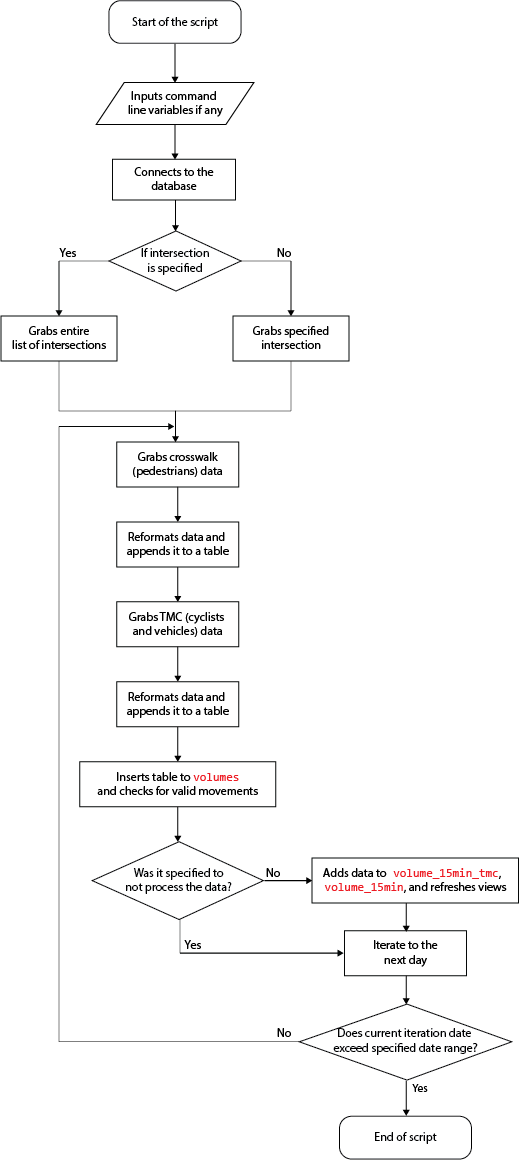 Start of the script
Inputs command
line variables if any
Connects to the
database
If intersection
is specified
Yes
No
Grabs entire
list of intersections
Grabs specified
intersection
Grabs crosswalk
(pedestrians) data
Reformats data and
appends it to a table
Grabs TMC (cyclists
and vehicles) data
Reformats data and
appends it to a table
Inserts table to volumes
and checks for valid movements
Was it specified to
not process the data?
No
Adds data to volume_15min_tmc,
volume_15min, and refreshes views
Yes
Iterate to the
next day
Does current iteration date
exceed specified date range?
No
Yes
End of script